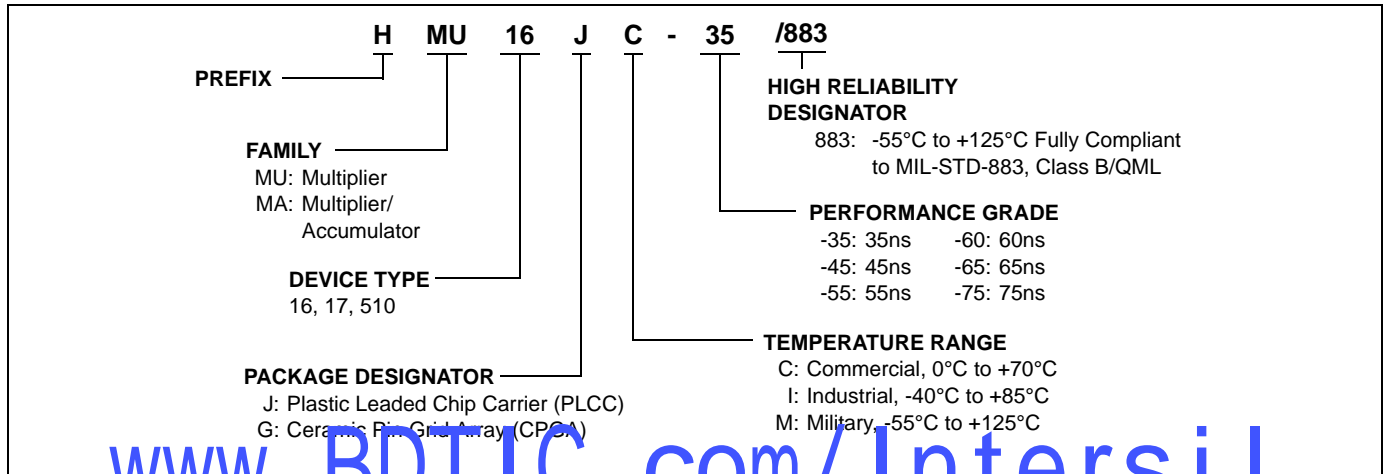 H MU 16 J C - 35 /883
PREFIX
HIGH RELIABILITY
DESIGNATOR
883: -55°C to +125°C Fully Compliant
to MIL-STD-883, Class B/QML
FAMILY
MU: Multiplier
MA: Multiplier/
Accumulator
PERFORMANCE GRADE
-35: 35ns -60: 60ns
-45: 45ns -65: 65ns
-55: 55ns -75: 75ns
DEVICE TYPE
16, 17, 510
TEMPERATURE RANGE
C: Commercial, 0°C to +70°C
I: Industrial, -40°C to +85°C
M: Military, -55°C to +125°C
PACKAGE DESIGNATOR
J: Plastic Leaded Chip Carrier (PLCC)
G: Ceramic Pin Grid Array (CPGA)
www.BDTIC.com/Intersil